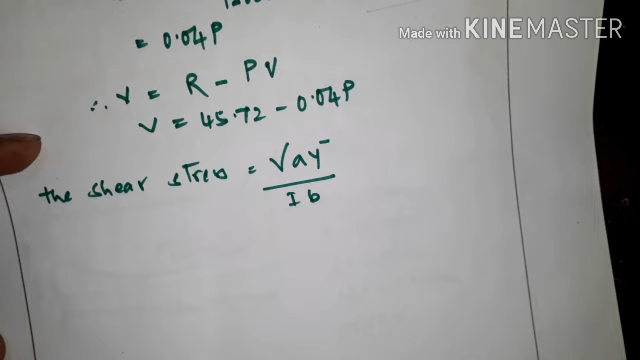 Made with KINEMASTER
= 0.04P
∴ V = R - PV
V = 45.72 - 0.04P
the shear stress = Vay̅ / Ib